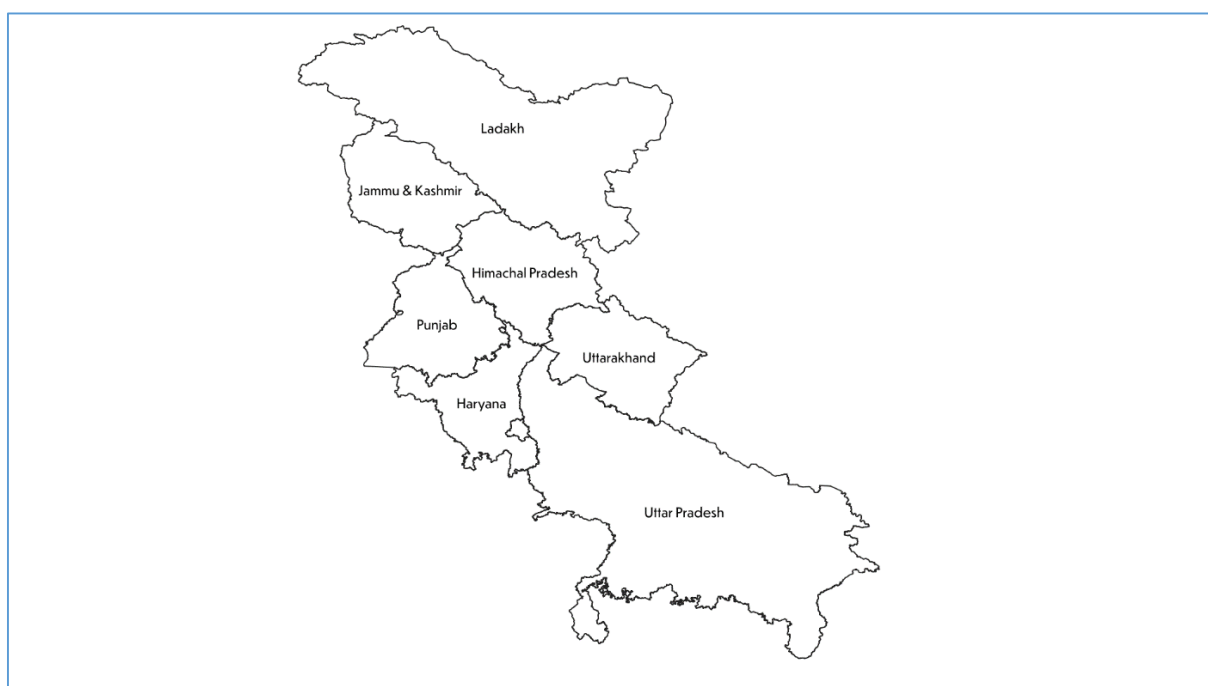 Ladakh
Jammu & Kashmir
Himachal Pradesh
Punjab
Uttarakhand
Haryana
Uttar Pradesh